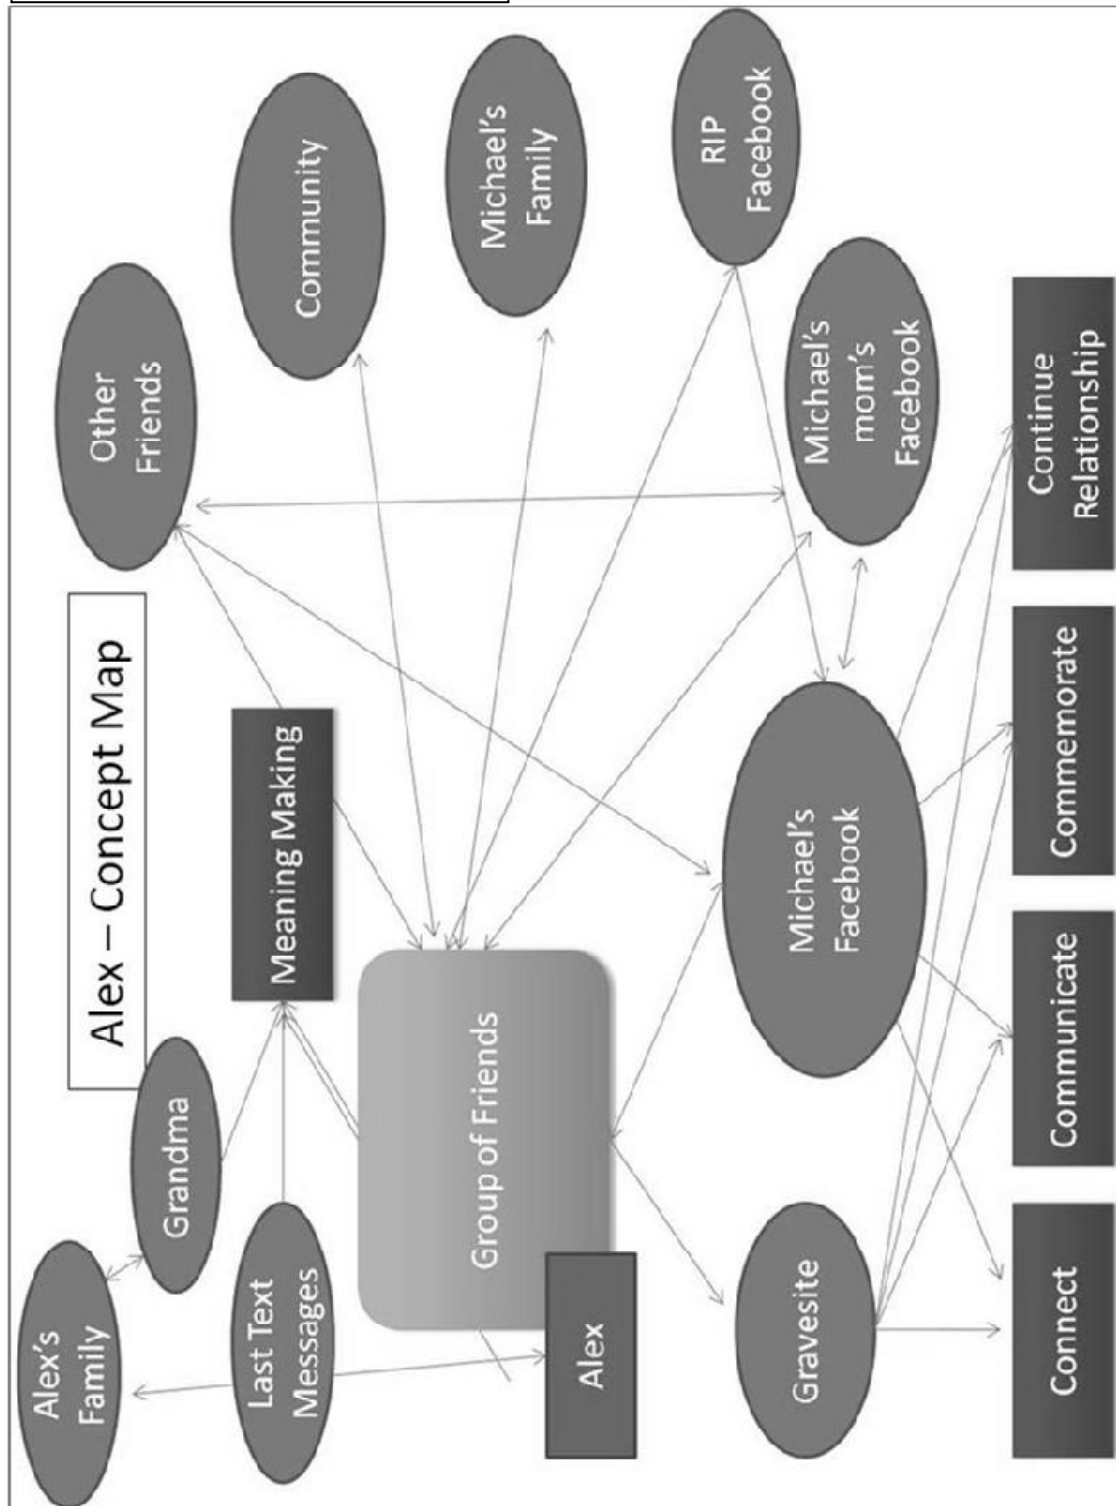 Alex – Concept Map
Alex's
Family
Grandma
Other
Friends
Last Text
Messages
Meaning Making
Community
Group of Friends
Michael's
Family
Alex
RIP
Facebook
Gravesite
Michael's
Facebook
Michael's
mom's
Facebook
Connect
Communicate
Commemorate
Continue
Relationship